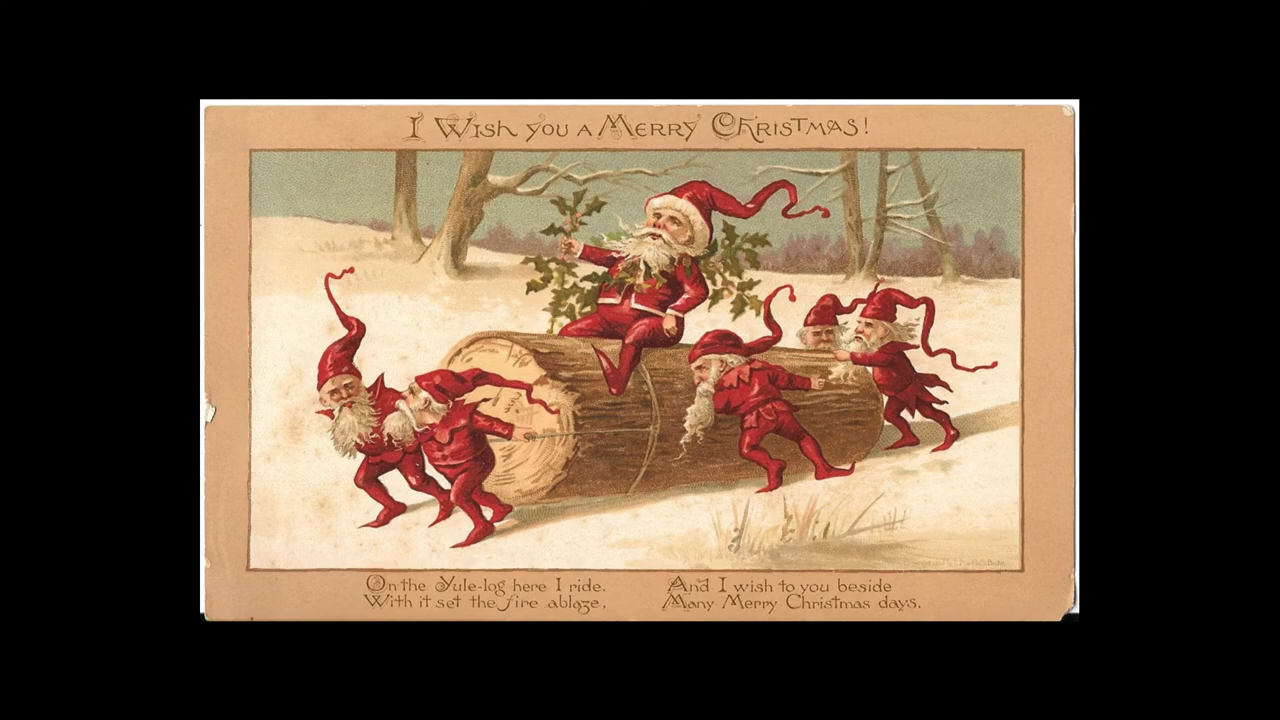 I WISH YOU A MERRY CHRISTMAS!
On the Yule-log here I ride.
With it set the fire ablaze,
And I wish to you beside
Many Merry Christmas days.